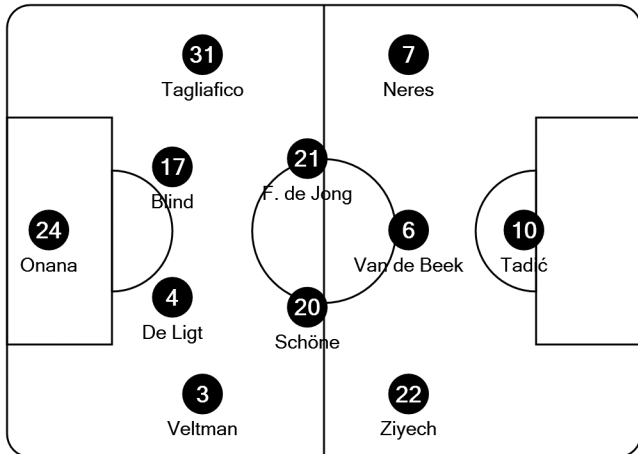 31
Tagliafico
7
Neres
17
Blind
21
F. de Jong
24
Onana
6
Van de Beek
10
Tadić
4
De Ligt
20
Schöne
3
Veltman
22
Ziyech